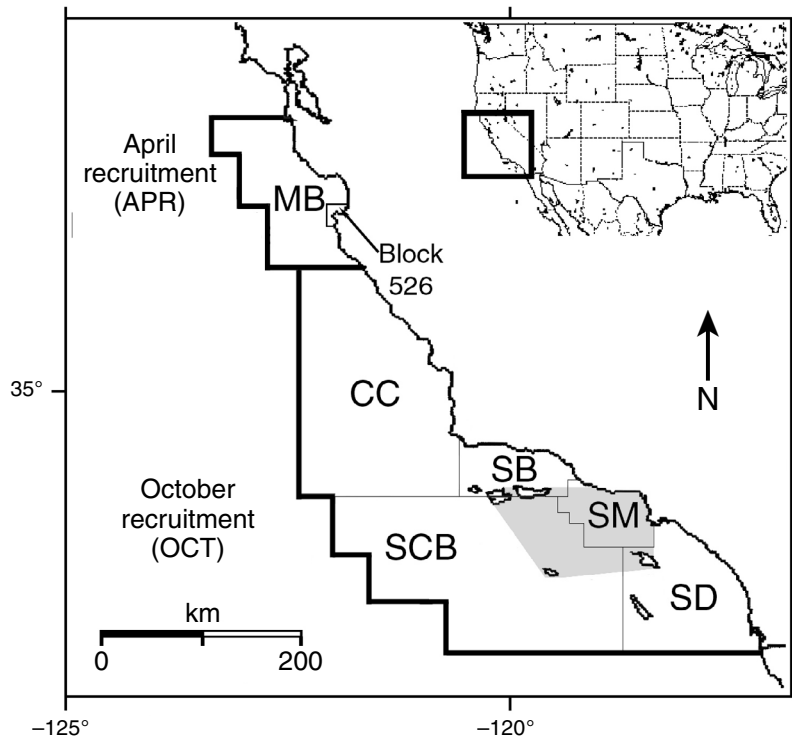 April
recruitment
(APR)
MB
Block
526
35°
CC
N
SB
October
recruitment
(OCT)
SM
SCB
SD
km
0 200
–125° –120°